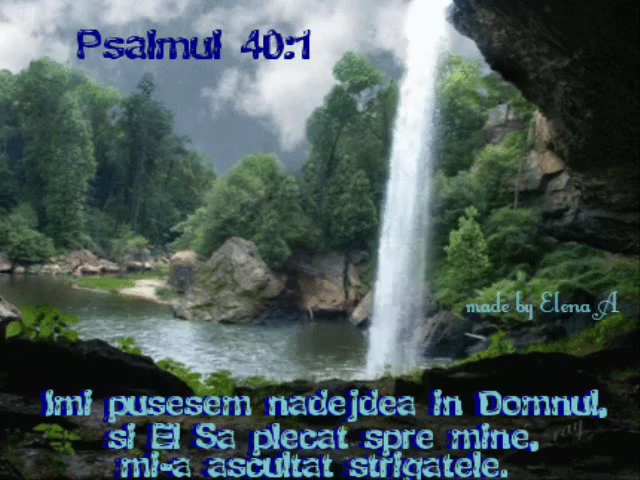 Psalmul 40:1
made by Elena A
Imi pusesem nadejdea in Domnul,
si El Sa plecat spre mine,
mi-a ascultat strigatele.